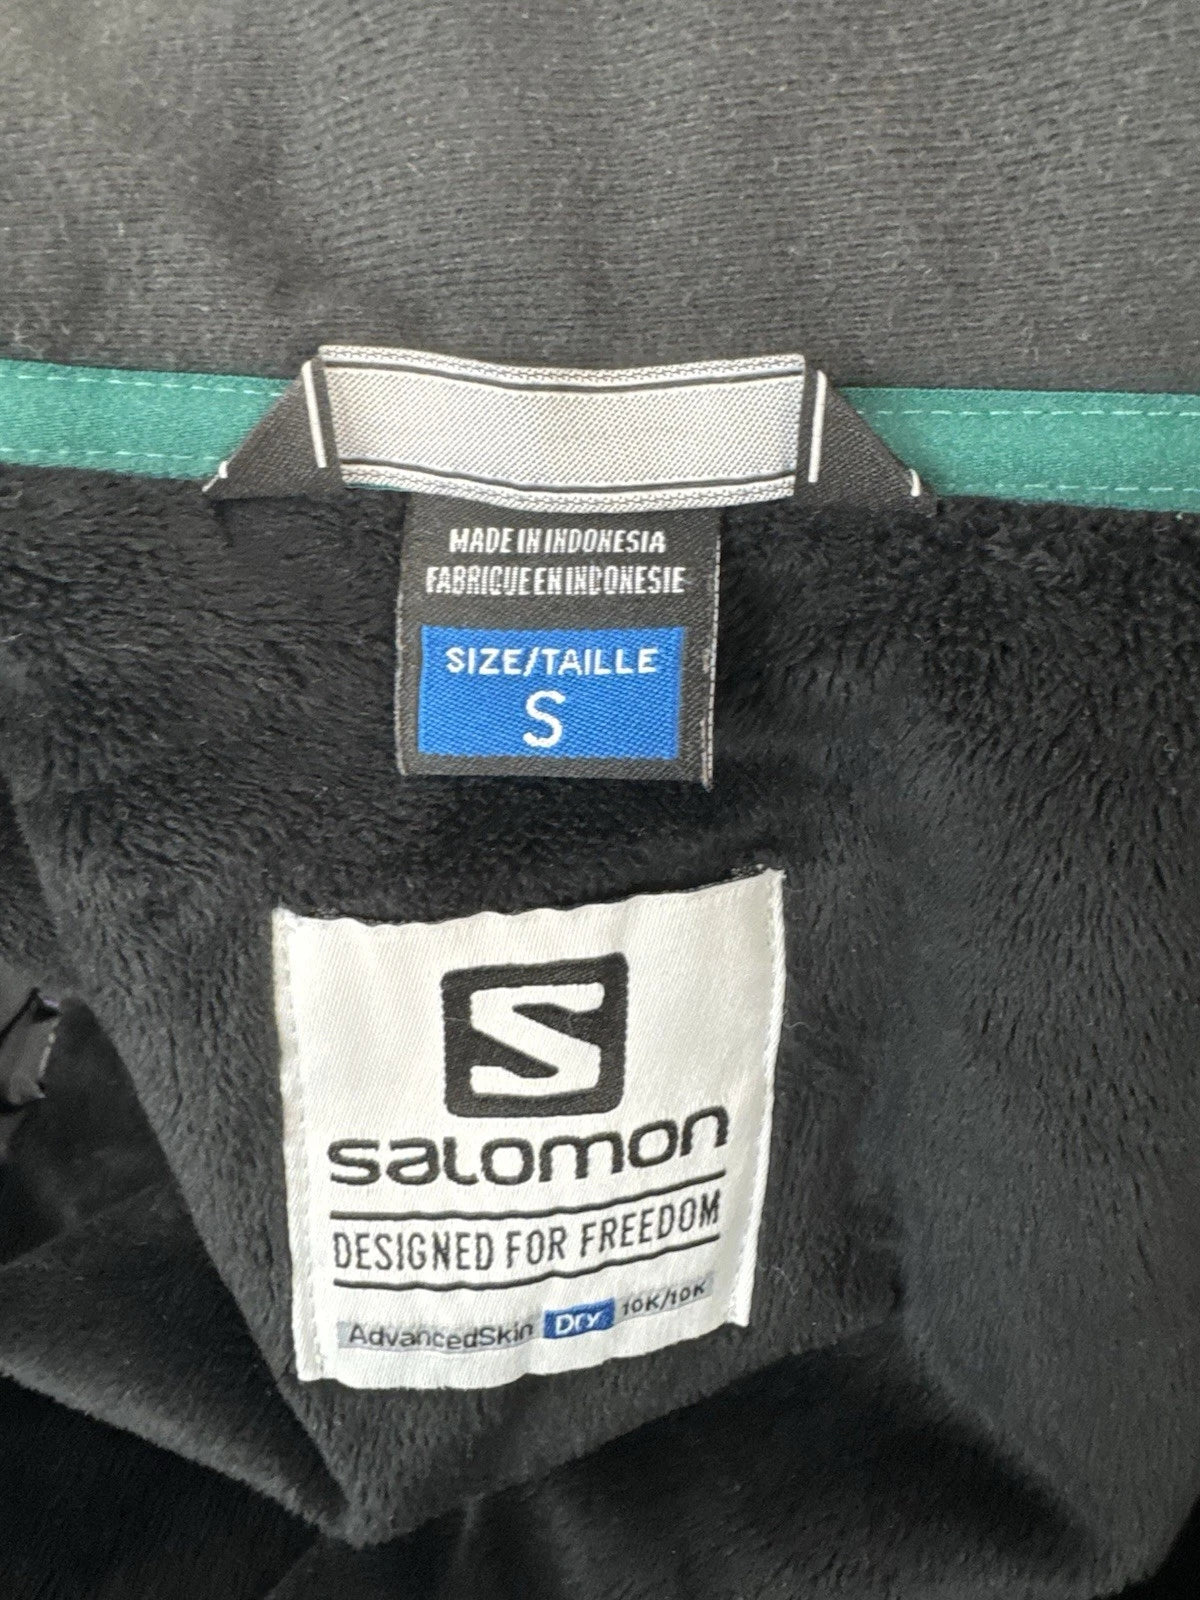 MADE IN INDONESIA
FABRIQUE EN INDONESIE
SIZE/TAILLE
S
S
salomon
DESIGNED FOR FREEDOM
AdvancedSkin Dry 10K/10K